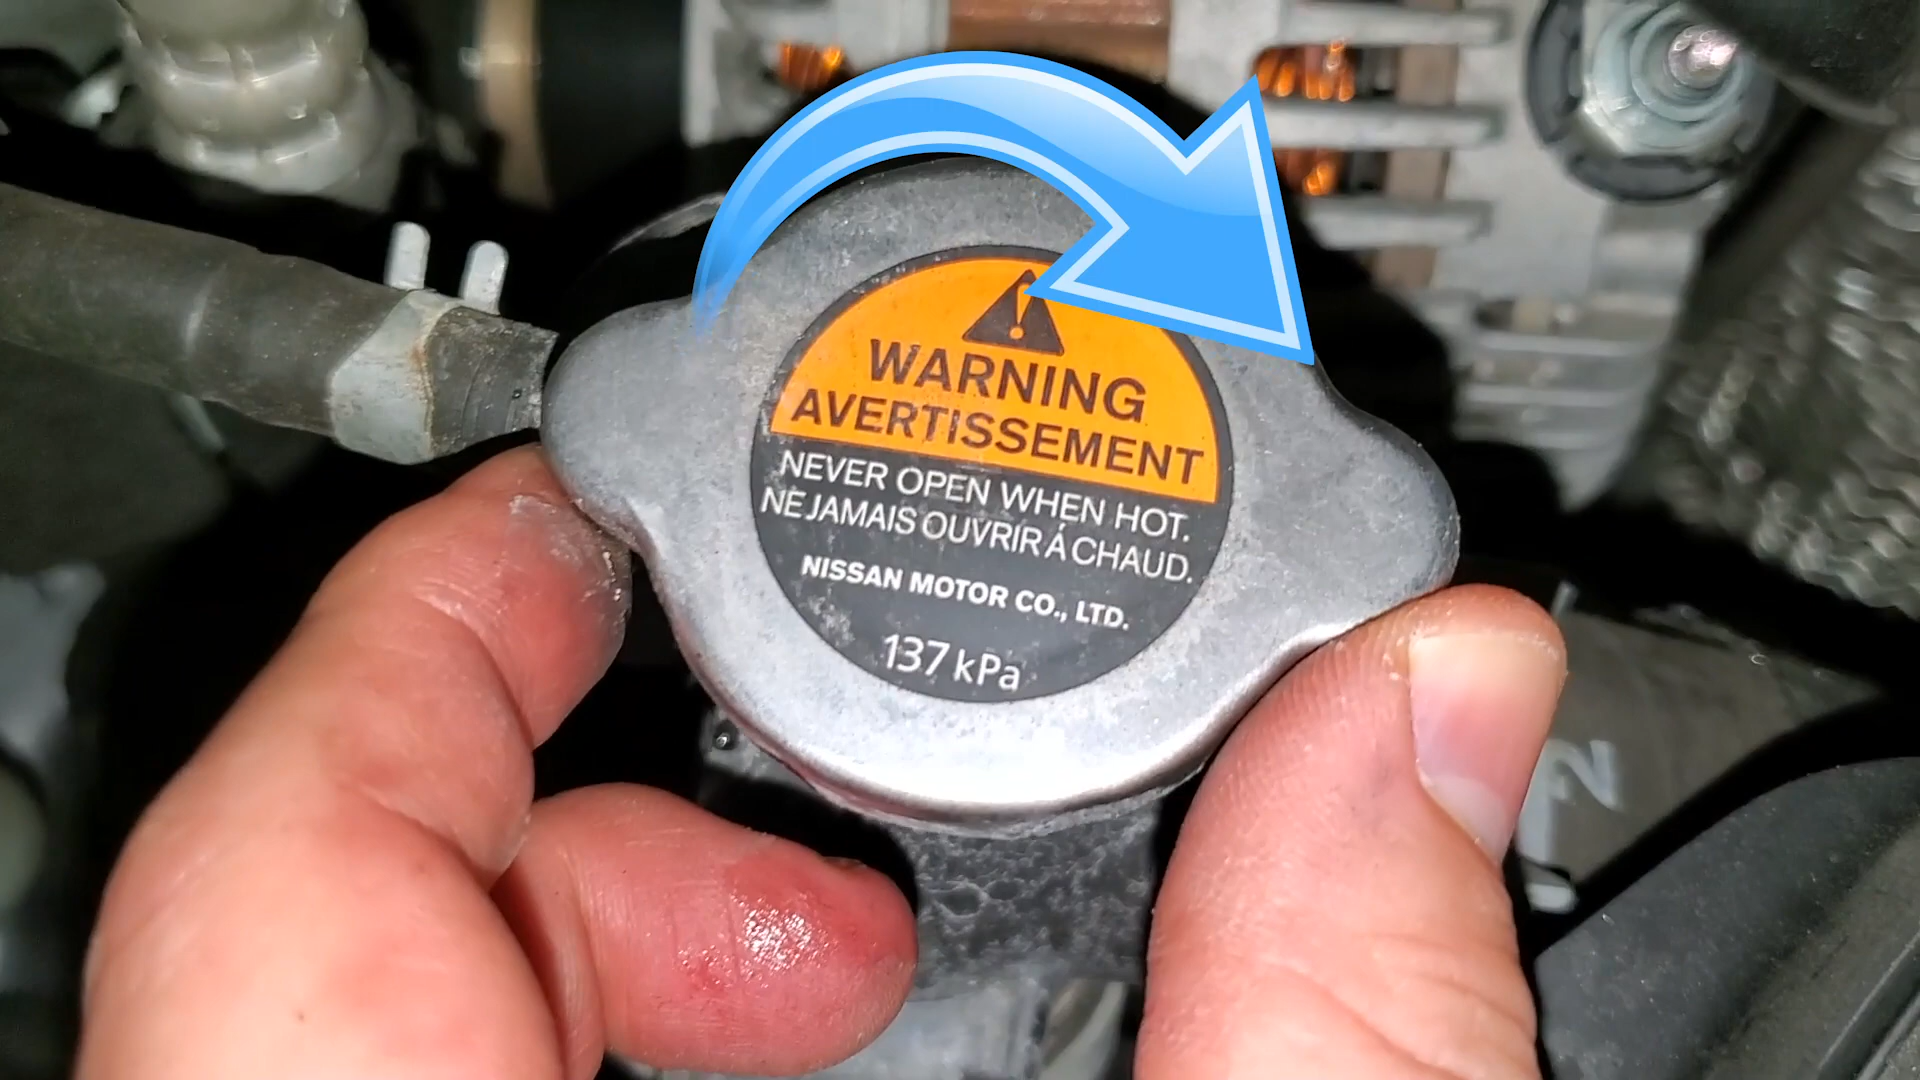 WARNING
AVERTISSEMENT
NEVER OPEN WHEN HOT.
NE JAMAIS OUVRIR Á CHAUD.
NISSAN MOTOR CO., LTD.
137 kPa